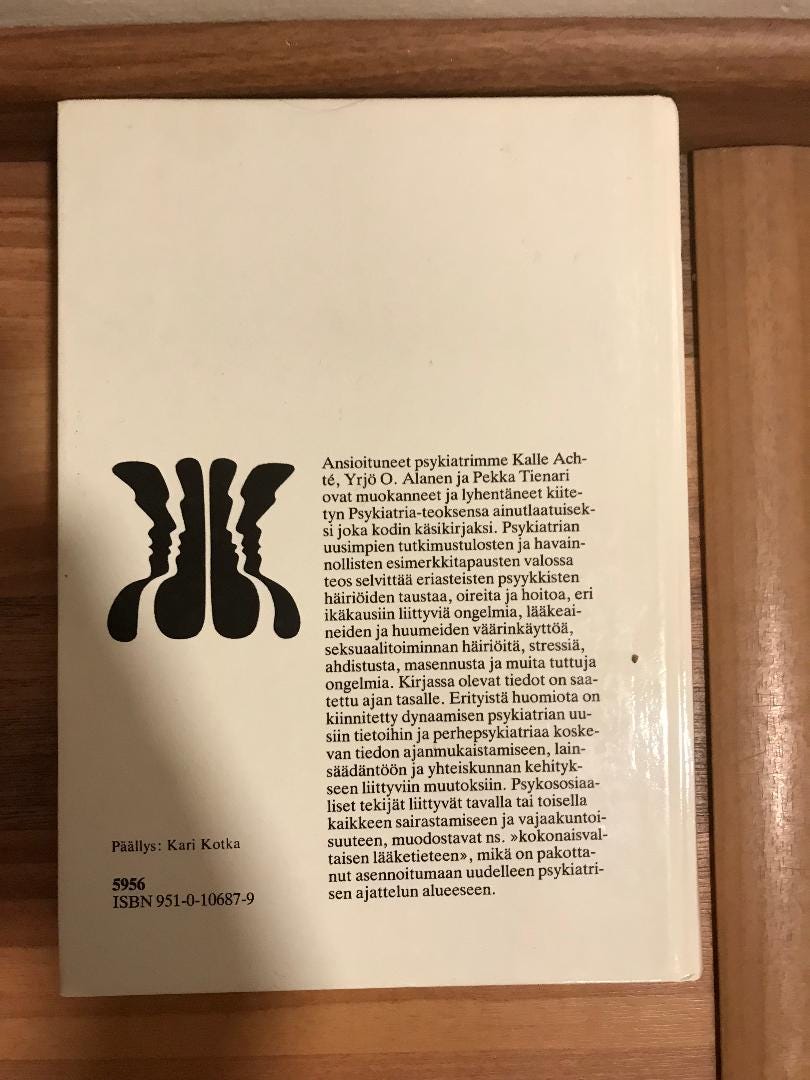 Ansioituneet psykiatrimme Kalle Ach-
té, Yrjö O. Alanen ja Pekka Tienari
ovat muokanneet ja lyhentäneet kiite-
tyn Psykiatria-teoksensa ainutlaatuisek-
si joka kodin käsikirjaksi. Psykiatrian
uusimpien tutkimustulosten ja havain-
nollisten esimerkkitapausten valossa
teos selvittää eriasteisten psyykkisten
häiriöiden taustaa, oireita ja hoitoa, eri
ikäkausiin liittyviä ongelmia, lääkeai-
neiden ja huumeiden väärinkäyttöä,
seksuaalitoiminnan häiriöitä, stressiä,
ahdistusta, masennusta ja muita tuttuja
ongelmia. Kirjassa olevat tiedot on saa-
tettu ajan tasalle. Erityistä huomiota on
kiinnitetty dynaamisen psykiatrian uu-
siin tietoihin ja perhepsykiatriaa koske-
van tiedon ajanmukaistamiseen, lain-
säädäntöön ja yhteiskunnan kehityk-
seen liittyviin muutoksiin. Psykososiaa-
liset tekijät liittyvät tavalla tai toisella
kaikkeen sairastamiseen ja vajaakuntoi-
suuteen, muodostavat ns. »kokonaisval-
taisen lääketieteen», mikä on pakotta-
nut asennoitumaan uudelleen psykiatri-
sen ajattelun alueeseen.
Päällys: Kari Kotka
5956
ISBN 951-0-10687-9